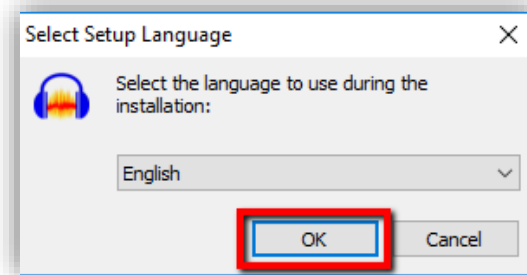 Select Setup Language
Select the language to use during the
installation:
English
OK
Cancel